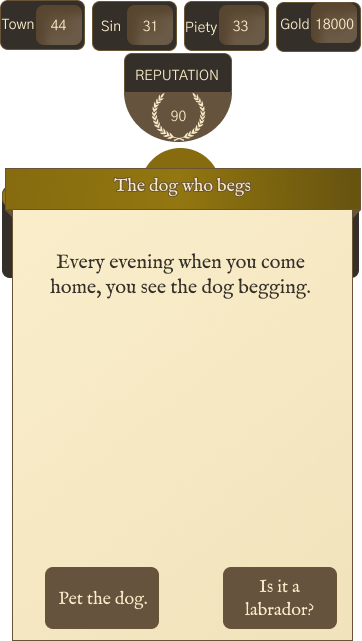 Town 44 Sin 31 Piety 33 Gold 18000
REPUTATION
90
The dog who begs
Every evening when you come
home, you see the dog begging.
Pet the dog.
Is it a
labrador?